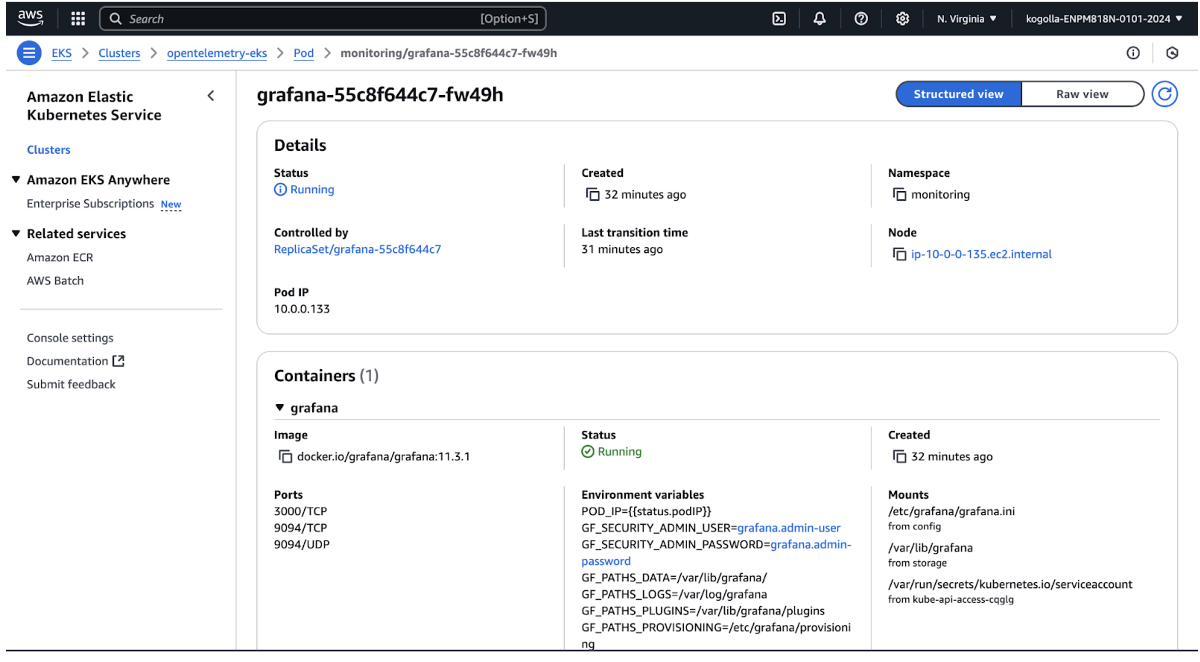 aws
Search
[Option+S]
N. Virginia ▼
kogolla-ENPM818N-0101-2024 ▼
EKS > Clusters > opentelemetry-eks > Pod > monitoring/grafana-55c8f644c7-fw49h
Amazon Elastic
Kubernetes Service
Clusters
Amazon EKS Anywhere
Enterprise Subscriptions New
Related services
Amazon ECR
AWS Batch
Console settings
Documentation
Submit feedback
grafana-55c8f644c7-fw49h
Structured view
Raw view
Details
Status
Running
Created
32 minutes ago
Namespace
monitoring
Controlled by
ReplicaSet/grafana-55c8f644c7
Last transition time
31 minutes ago
Node
ip-10-0-0-135.ec2.internal
Pod IP
10.0.0.133
Containers (1)
grafana
Image
docker.io/grafana/grafana:11.3.1
Status
Running
Created
32 minutes ago
Ports
3000/TCP
9094/TCP
9094/UDP
Environment variables
POD_IP={{status.podIP}}
GF_SECURITY_ADMIN_USER=grafana.admin-user
GF_SECURITY_ADMIN_PASSWORD=grafana.admin-
password
GF_PATHS_DATA=/var/lib/grafana/
GF_PATHS_LOGS=/var/log/grafana
GF_PATHS_PLUGINS=/var/lib/grafana/plugins
GF_PATHS_PROVISIONING=/etc/grafana/provisioni
ng
Mounts
/etc/grafana/grafana.ini
from config
/var/lib/grafana
from storage
/var/run/secrets/kubernetes.io/serviceaccount
from kube-api-access-cqglg